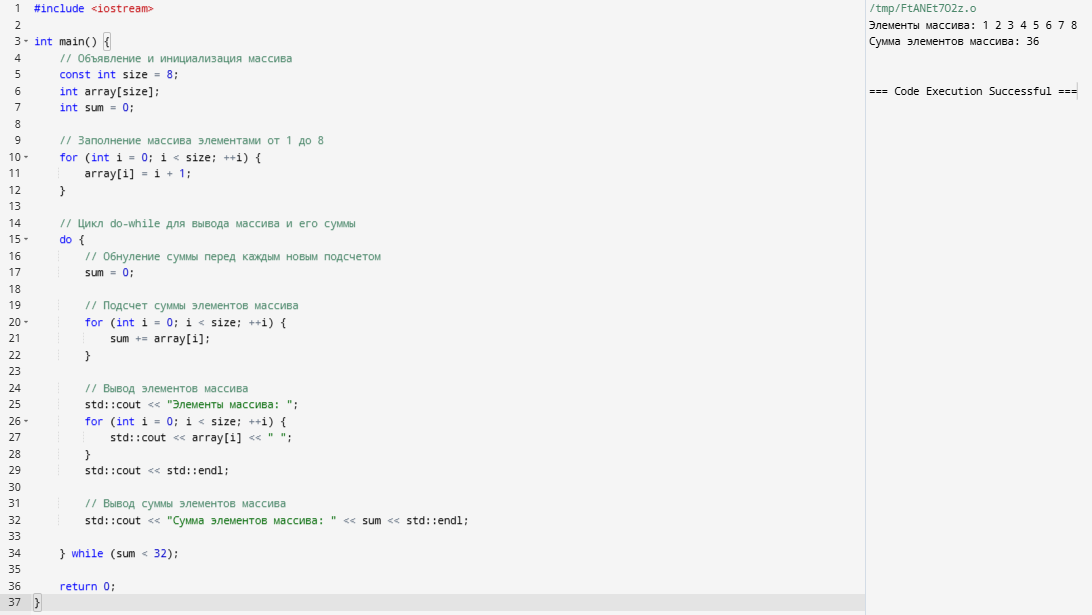 1 #include <iostream>
2
3 int main() {
4 // Объявление и инициализация массива
5 const int size = 8;
6 int array[size];
7 int sum = 0;
8
9 // Заполнение массива элементами от 1 до 8
10 for (int i = 0; i < size; ++i) {
11 array[i] = i + 1;
12 }
13
14 // Цикл do-while для вывода массива и его суммы
15 do {
16 // Обнуление суммы перед каждым новым подсчетом
17 sum = 0;
18
19 // Подсчет суммы элементов массива
20 for (int i = 0; i < size; ++i) {
21 sum += array[i];
22 }
23
24 // Вывод элементов массива
25 std::cout << "Элементы массива: ";
26 for (int i = 0; i < size; ++i) {
27 std::cout << array[i] << " ";
28 }
29 std::cout << std::endl;
30
31 // Вывод суммы элементов массива
32 std::cout << "Сумма элементов массива: " << sum << std::endl;
33
34 } while (sum < 32);
35
36 return 0;
37 }
/tmp/FtANEt7O2z.o
Элементы массива: 1 2 3 4 5 6 7 8
Сумма элементов массива: 36
=== Code Execution Successful ===